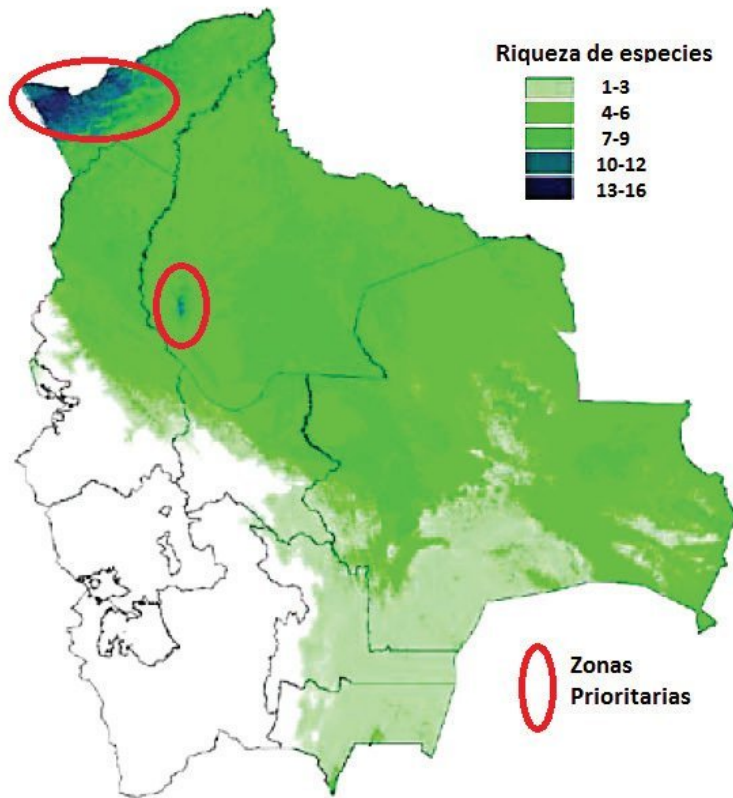 Riqueza de especies
1-3
4-6
7-9
10-12
13-16
Zonas
Prioritarias